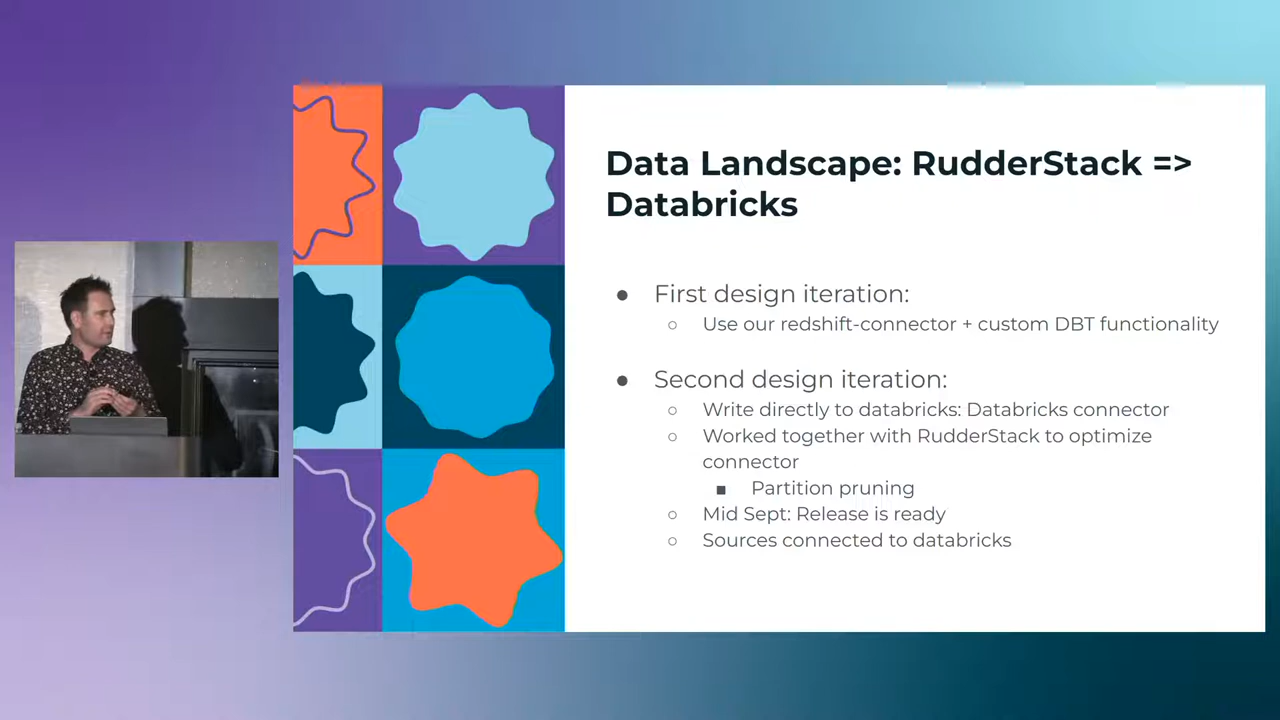 Data Landscape: RudderStack =>
Databricks
● First design iteration:
○ Use our redshift-connector + custom DBT functionality
● Second design iteration:
○ Write directly to databricks: Databricks connector
○ Worked together with RudderStack to optimize
connector
■ Partition pruning
○ Mid Sept: Release is ready
○ Sources connected to databricks